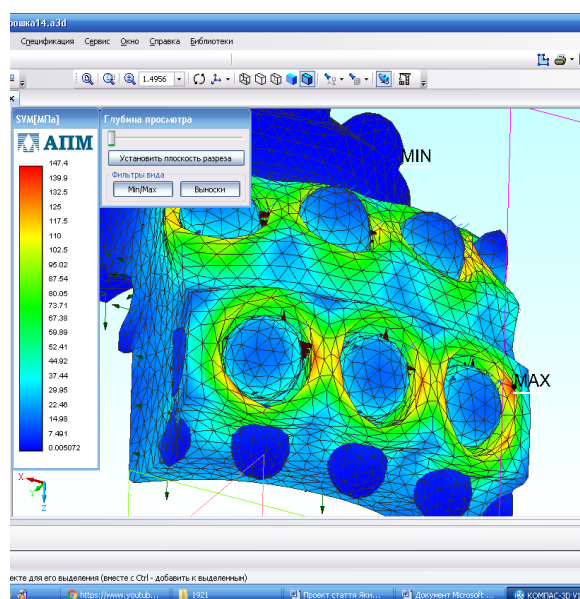 рошка14.a3d
Спецификация Сервис Окно Справка Библиотеки
1.4956
SVM[МПа]
АПМ
147.4
139.9
132.5
125
117.5
110
102.5
95.02
87.54
80.05
73.71
67.38
59.89
52.41
44.92
37.44
29.95
22.46
14.98
7.491
0.005072
Глубина просмотра
Установить плоскость разреза
Фильтры вида
Min/Max Выноски
MIN
MAX
X
Y
Z
екте для его выделения (вместе с Ctrl - добавить к выделенным)
https://www.youtub... 1921 Проект стаття Яки... Документ Microsoft ... КОМПАС-3D V1